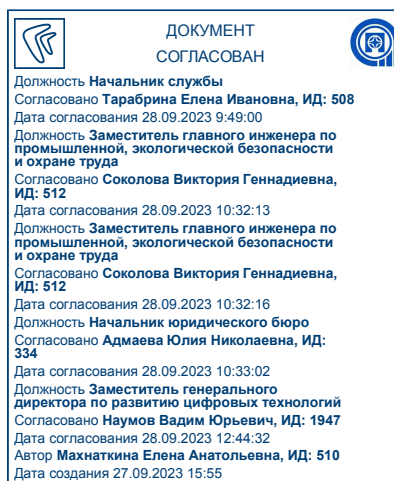 ДОКУМЕНТ
СОГЛАСОВАН
Должность Начальник службы
Согласовано Тарабрина Елена Ивановна, ИД: 508
Дата согласования 28.09.2023 9:49:00
Должность Заместитель главного инженера по
промышленной, экологической безопасности
и охране труда
Согласовано Соколова Виктория Геннадиевна,
ИД: 512
Дата согласования 28.09.2023 10:32:13
Должность Заместитель главного инженера по
промышленной, экологической безопасности
и охране труда
Согласовано Соколова Виктория Геннадиевна,
ИД: 512
Дата согласования 28.09.2023 10:32:16
Должность Начальник юридического бюро
Согласовано Адмаева Юлия Николаевна, ИД:
334
Дата согласования 28.09.2023 10:33:02
Должность Заместитель генерального
директора по развитию цифровых технологий
Согласовано Наумов Вадим Юрьевич, ИД: 1947
Дата согласования 28.09.2023 12:44:32
Автор Махнаткина Елена Анатольевна, ИД: 510
Дата создания 27.09.2023 15:55